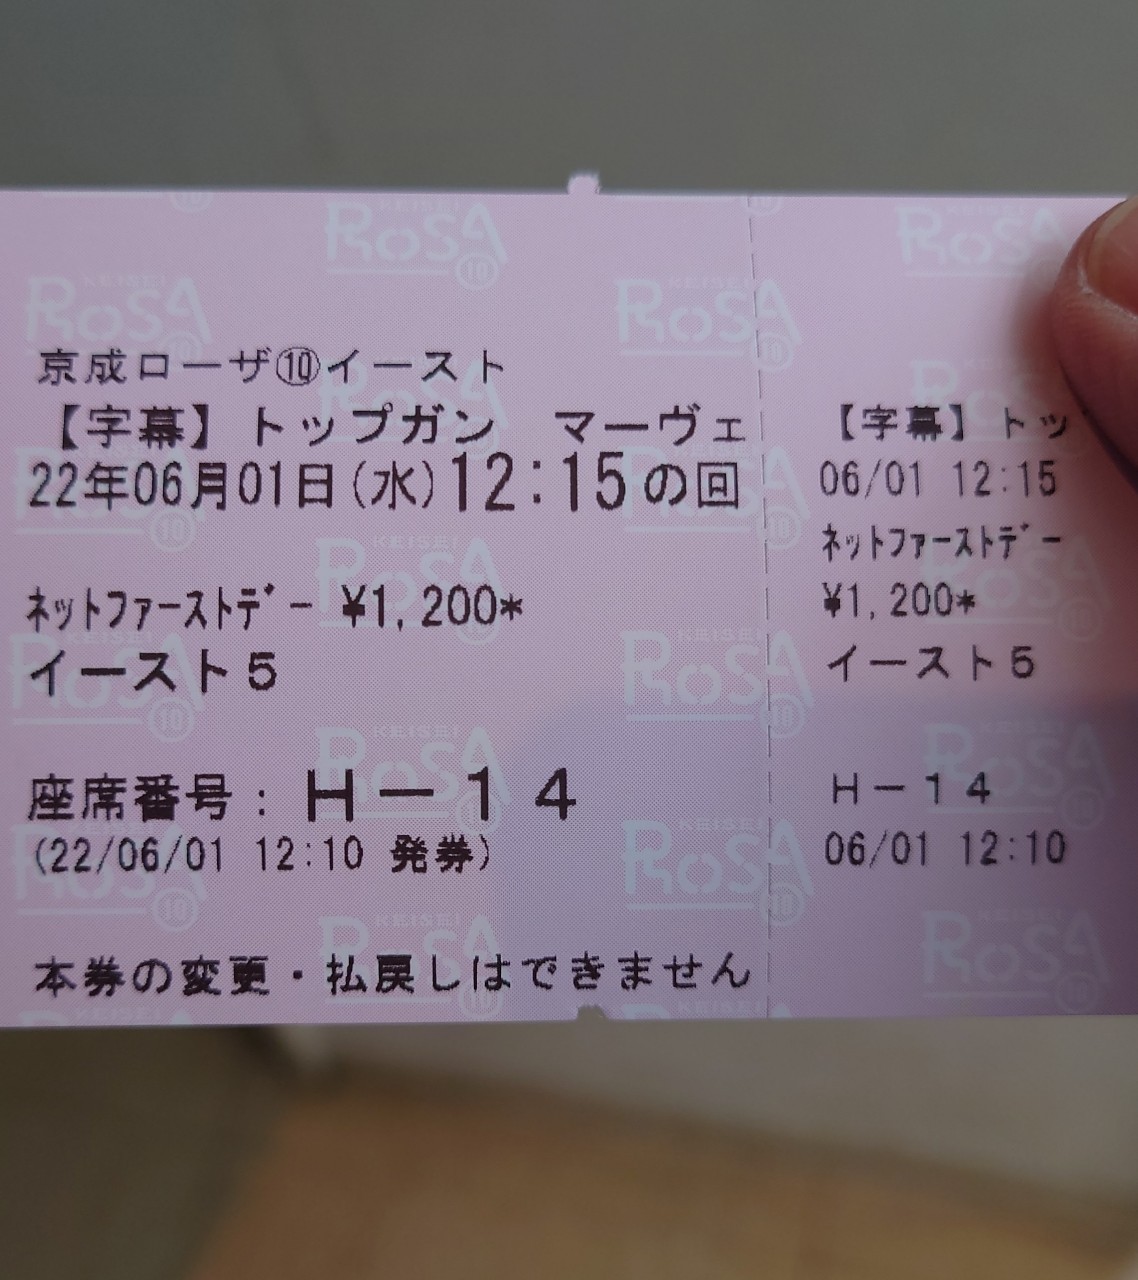 京成ローザ⑩イースト
【字幕】トップガン　マーヴェ
22年06月01日(水)12:15の回
ﾈｯﾄﾌｧｰｽﾄﾃﾞｰ ¥1,200*
イースト5
座席番号: H－14
(22/06/01 12:10 発券)
本券の変更・払戻しはできません
【字幕】トッ
06/01 12:15
ﾈｯﾄﾌｧｰｽﾄﾃﾞｰ
¥1,200*
イースト5
H－14
06/01 12:10
KEISEI
ROSA
⑩